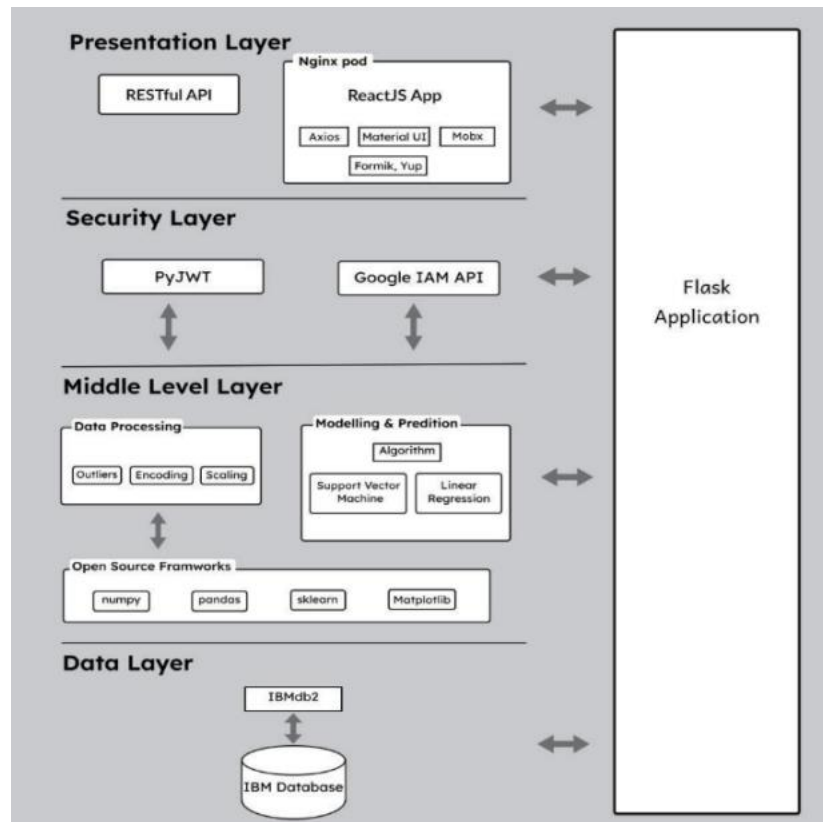 Presentation Layer
RESTful API
Nginx pod
ReactJS App
Axios
Material UI
Mobx
Formik, Yup
Security Layer
PyJWT
Google IAM API
Flask
Application
Middle Level Layer
Data Processing
Outliers
Encoding
Scaling
Modelling & Predition
Algorithm
Support Vector
Machine
Linear
Regression
Open Source Framworks
numpy
pandas
sklearn
Matplotlib
Data Layer
IBMdb2
IBM Database